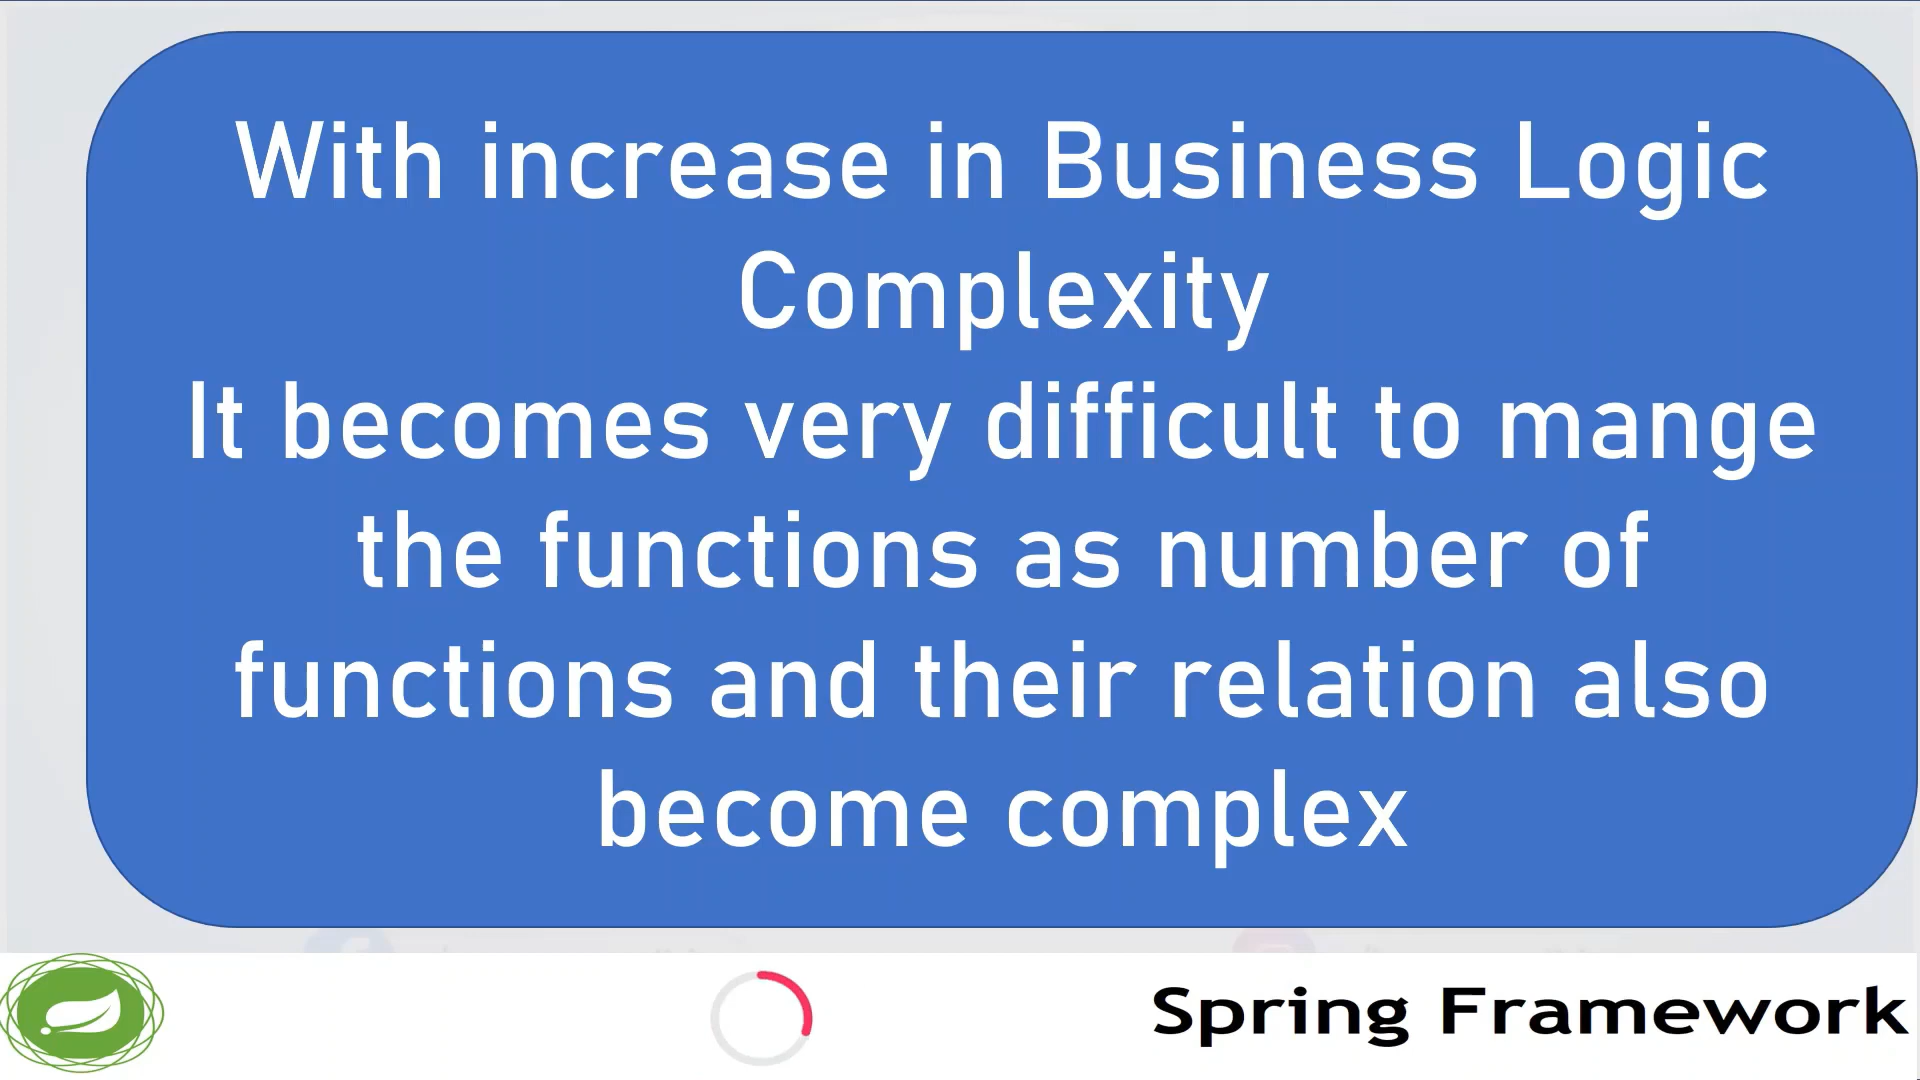 With increase in Business Logic
Complexity
It becomes very difficult to mange
the functions as number of
functions and their relation also
become complex
Spring Framework